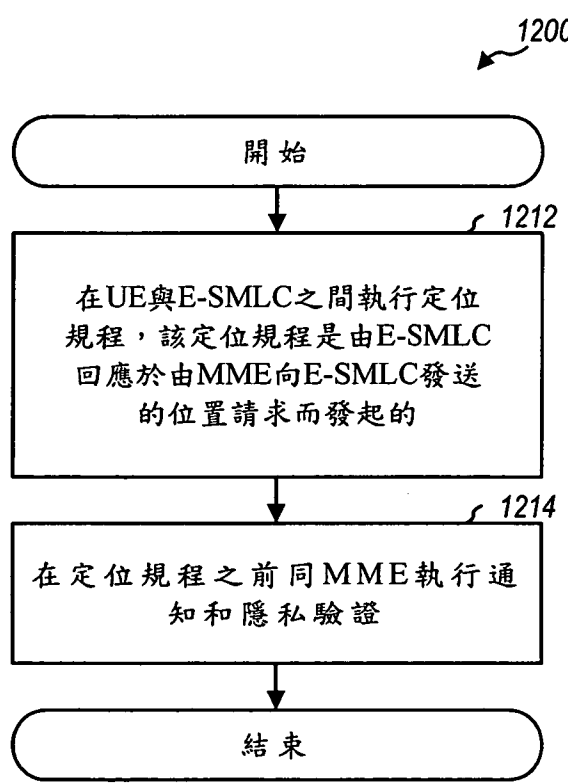 1200
開始
1212
在UE與E-SMLC之間執行定位
規程，該定位規程是由E-SMLC
回應於由MME向E-SMLC發送
的位置請求而發起的
1214
在定位規程之前同MME執行通
知和隱私驗證
結束